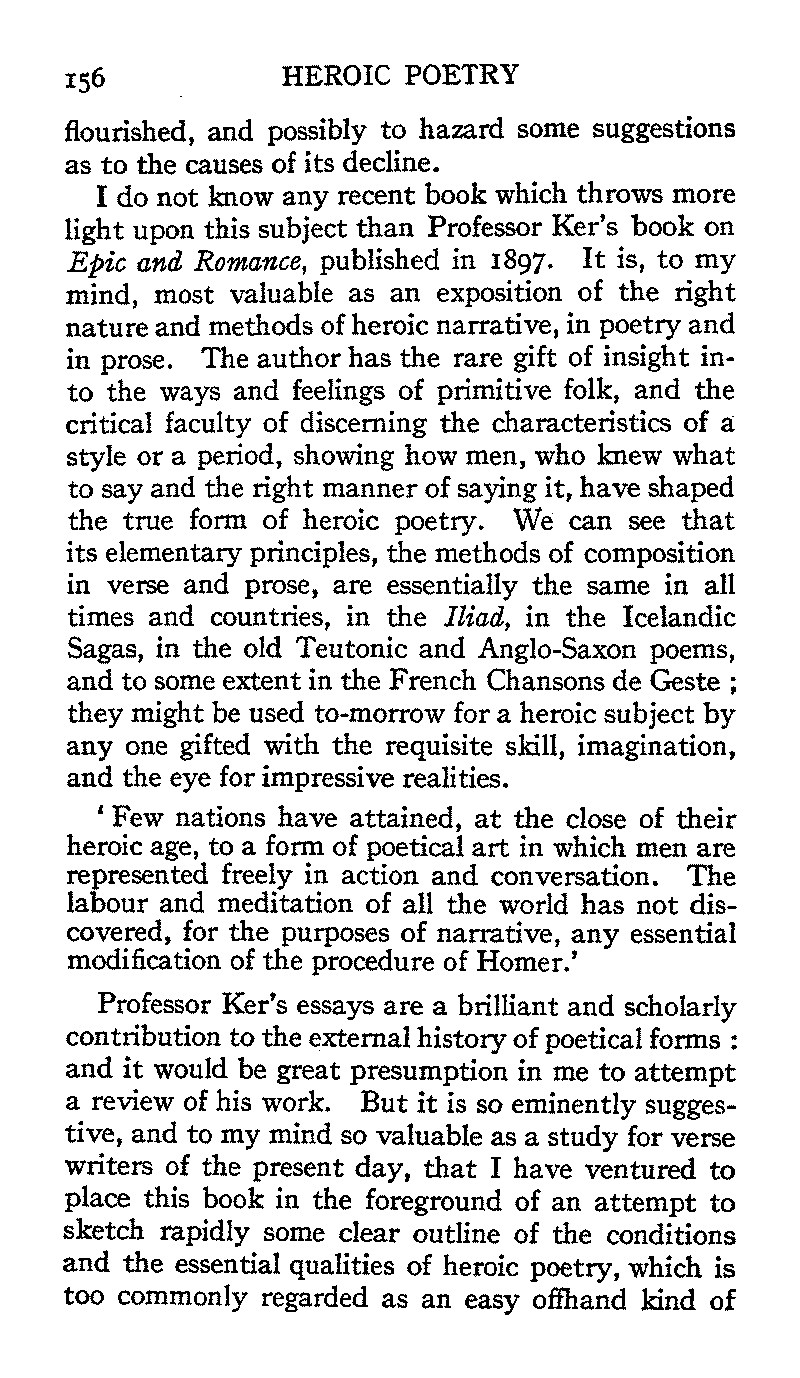 156 HEROIC POETRY
flourished, and possibly to hazard some suggestions
as to the causes of its decline.
I do not know any recent book which throws more
light upon this subject than Professor Ker's book on
Epic and Romance, published in 1897. It is, to my
mind, most valuable as an exposition of the right
nature and methods of heroic narrative, in poetry and
in prose. The author has the rare gift of insight in-
to the ways and feelings of primitive folk, and the
critical faculty of discerning the characteristics of a
style or a period, showing how men, who knew what
to say and the right manner of saying it, have shaped
the true form of heroic poetry. We can see that
its elementary principles, the methods of composition
in verse and prose, are essentially the same in all
times and countries, in the Iliad, in the Icelandic
Sagas, in the old Teutonic and Anglo-Saxon poems,
and to some extent in the French Chansons de Geste ;
they might be used to-morrow for a heroic subject by
any one gifted with the requisite skill, imagination,
and the eye for impressive realities.
‘ Few nations have attained, at the close of their
heroic age, to a form of poetical art in which men are
represented freely in action and conversation. The
labour and meditation of all the world has not dis-
covered, for the purposes of narrative, any essential
modification of the procedure of Homer.’
Professor Ker's essays are a brilliant and scholarly
contribution to the external history of poetical forms :
and it would be great presumption in me to attempt
a review of his work. But it is so eminently sugges-
tive, and to my mind so valuable as a study for verse
writers of the present day, that I have ventured to
place this book in the foreground of an attempt to
sketch rapidly some clear outline of the conditions
and the essential qualities of heroic poetry, which is
too commonly regarded as an easy offhand kind of